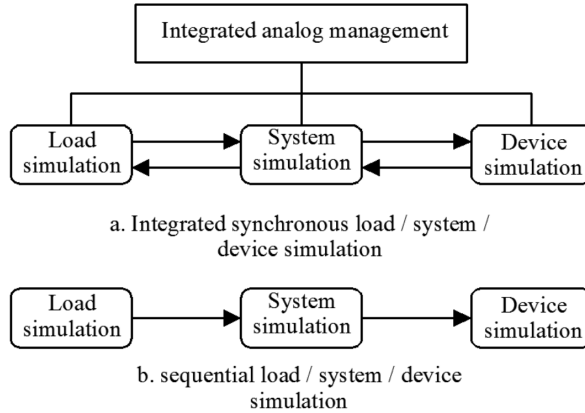 Integrated analog management
Load
simulation
System
simulation
Device
simulation
a. Integrated synchronous load / system /
device simulation
Load
simulation
System
simulation
Device
simulation
b. sequential load / system / device
simulation